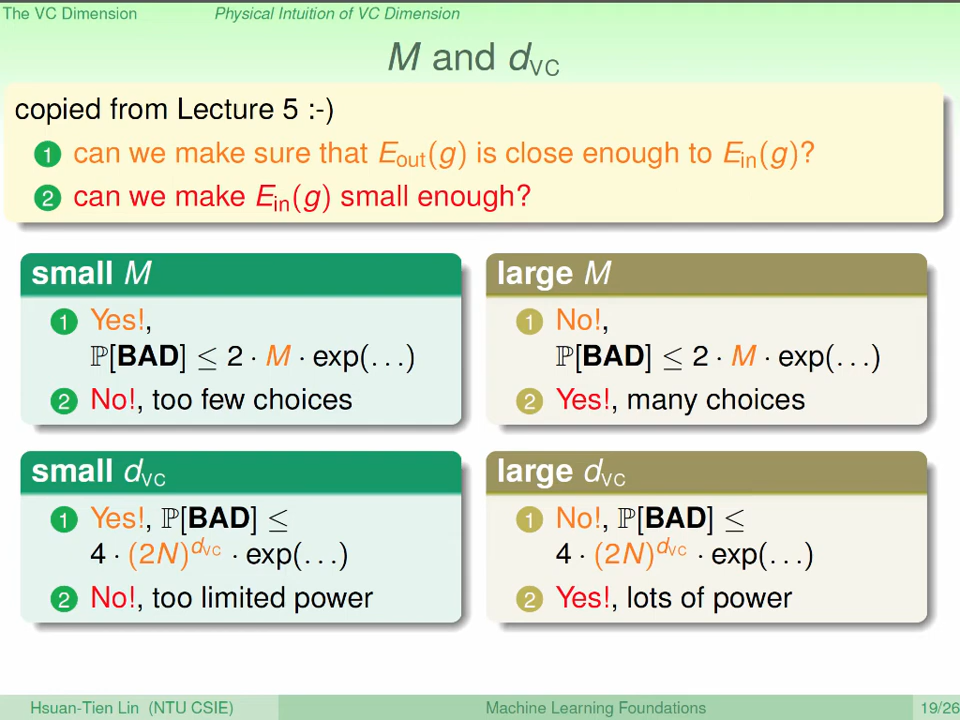 The VC Dimension Physical Intuition of VC Dimension
M and d_VC
copied from Lecture 5 :-)
1 can we make sure that E_out(g) is close enough to E_in(g)?
2 can we make E_in(g) small enough?
small M
1 Yes!,
ℙ[BAD] ≤ 2 · M · exp(...)
2 No!, too few choices
large M
1 No!,
ℙ[BAD] ≤ 2 · M · exp(...)
2 Yes!, many choices
small d_VC
1 Yes!, ℙ[BAD] ≤
4 · (2N)^d_VC · exp(...)
2 No!, too limited power
large d_VC
1 No!, ℙ[BAD] ≤
4 · (2N)^d_VC · exp(...)
2 Yes!, lots of power
Hsuan-Tien Lin (NTU CSIE) Machine Learning Foundations 19/26